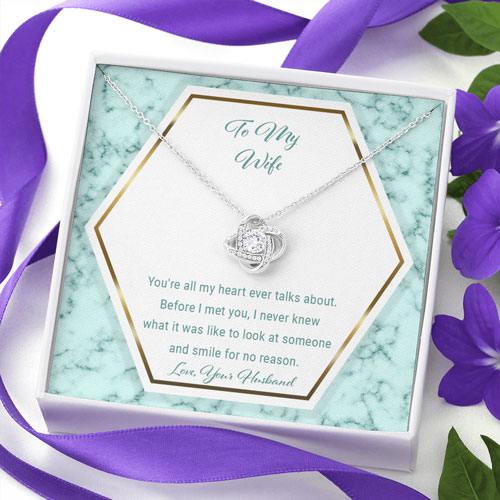 To My
Wife
You're all my heart ever talks about.
Before I met you, I never knew
what it was like to look at someone
and smile for no reason.
Love, Your Husband